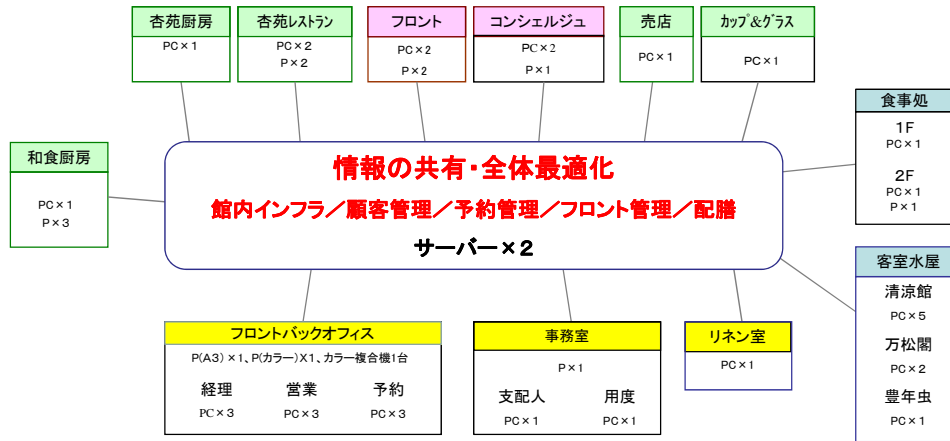 杏苑厨房
PC×1
杏苑レストラン
PC×2
P×2
フロント
PC×2
P×2
コンシェルジュ
PC×2
P×1
売店
PC×1
カップ&グラス
PC×1
食事処
1F
PC×1
2F
PC×1
P×1
和食厨房
PC×1
P×3
情報の共有・全体最適化
館内インフラ／顧客管理／予約管理／フロント管理／配膳
サーバー×2
客室水屋
清涼館
PC×5
万松閣
PC×2
豊年虫
PC×1
フロントバックオフィス
P(A3)×1、P(カラー)X1、カラー複合機1台
経理 営業 予約
PC×3 PC×3 PC×3
事務室
P×1
支配人 用度
PC×1 PC×1
リネン室
PC×1